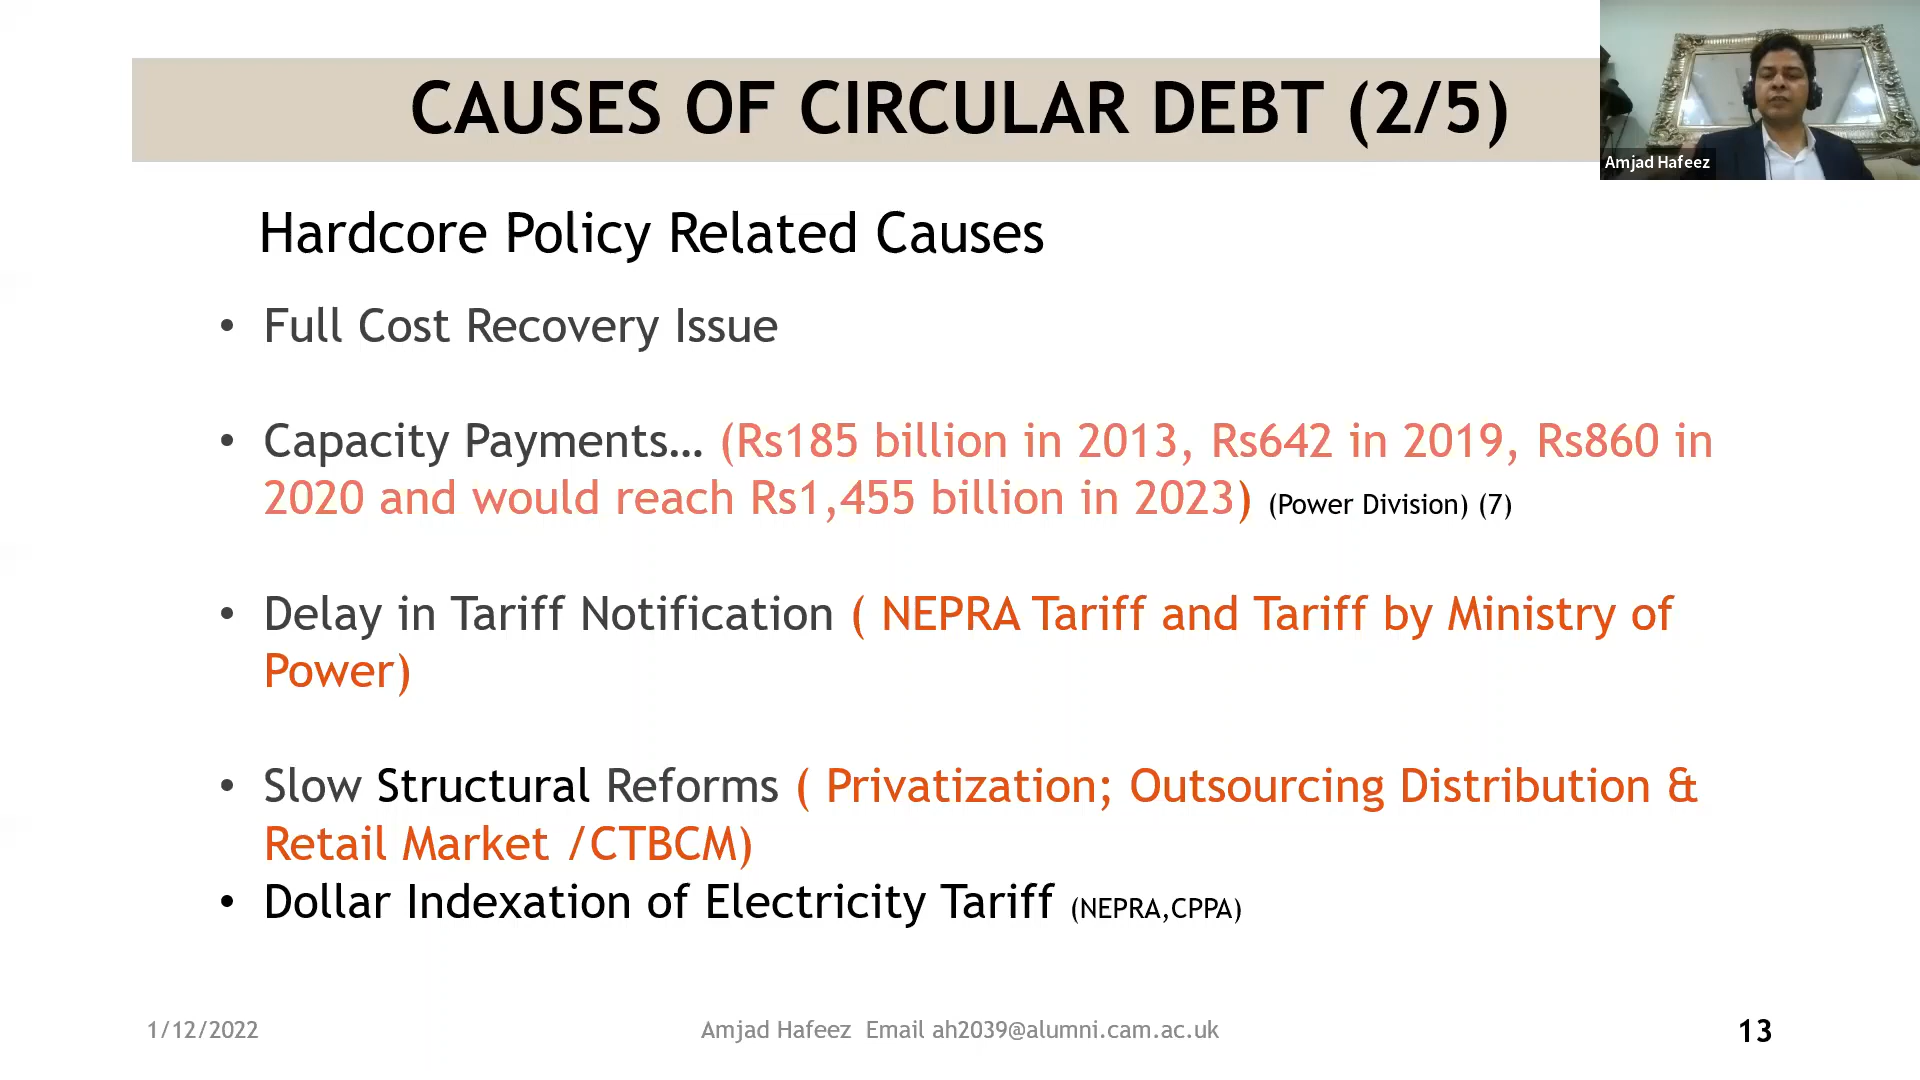 CAUSES OF CIRCULAR DEBT (2/5)
Amjad Hafeez
Hardcore Policy Related Causes
• Full Cost Recovery Issue
• Capacity Payments... (Rs185 billion in 2013, Rs642 in 2019, Rs860 in
2020 and would reach Rs1,455 billion in 2023) (Power Division) (7)
• Delay in Tariff Notification ( NEPRA Tariff and Tariff by Ministry of
Power)
• Slow Structural Reforms ( Privatization; Outsourcing Distribution &
Retail Market /CTBCM)
• Dollar Indexation of Electricity Tariff (NEPRA,CPPA)
1/12/2022
Amjad Hafeez Email ah2039@alumni.cam.ac.uk
13